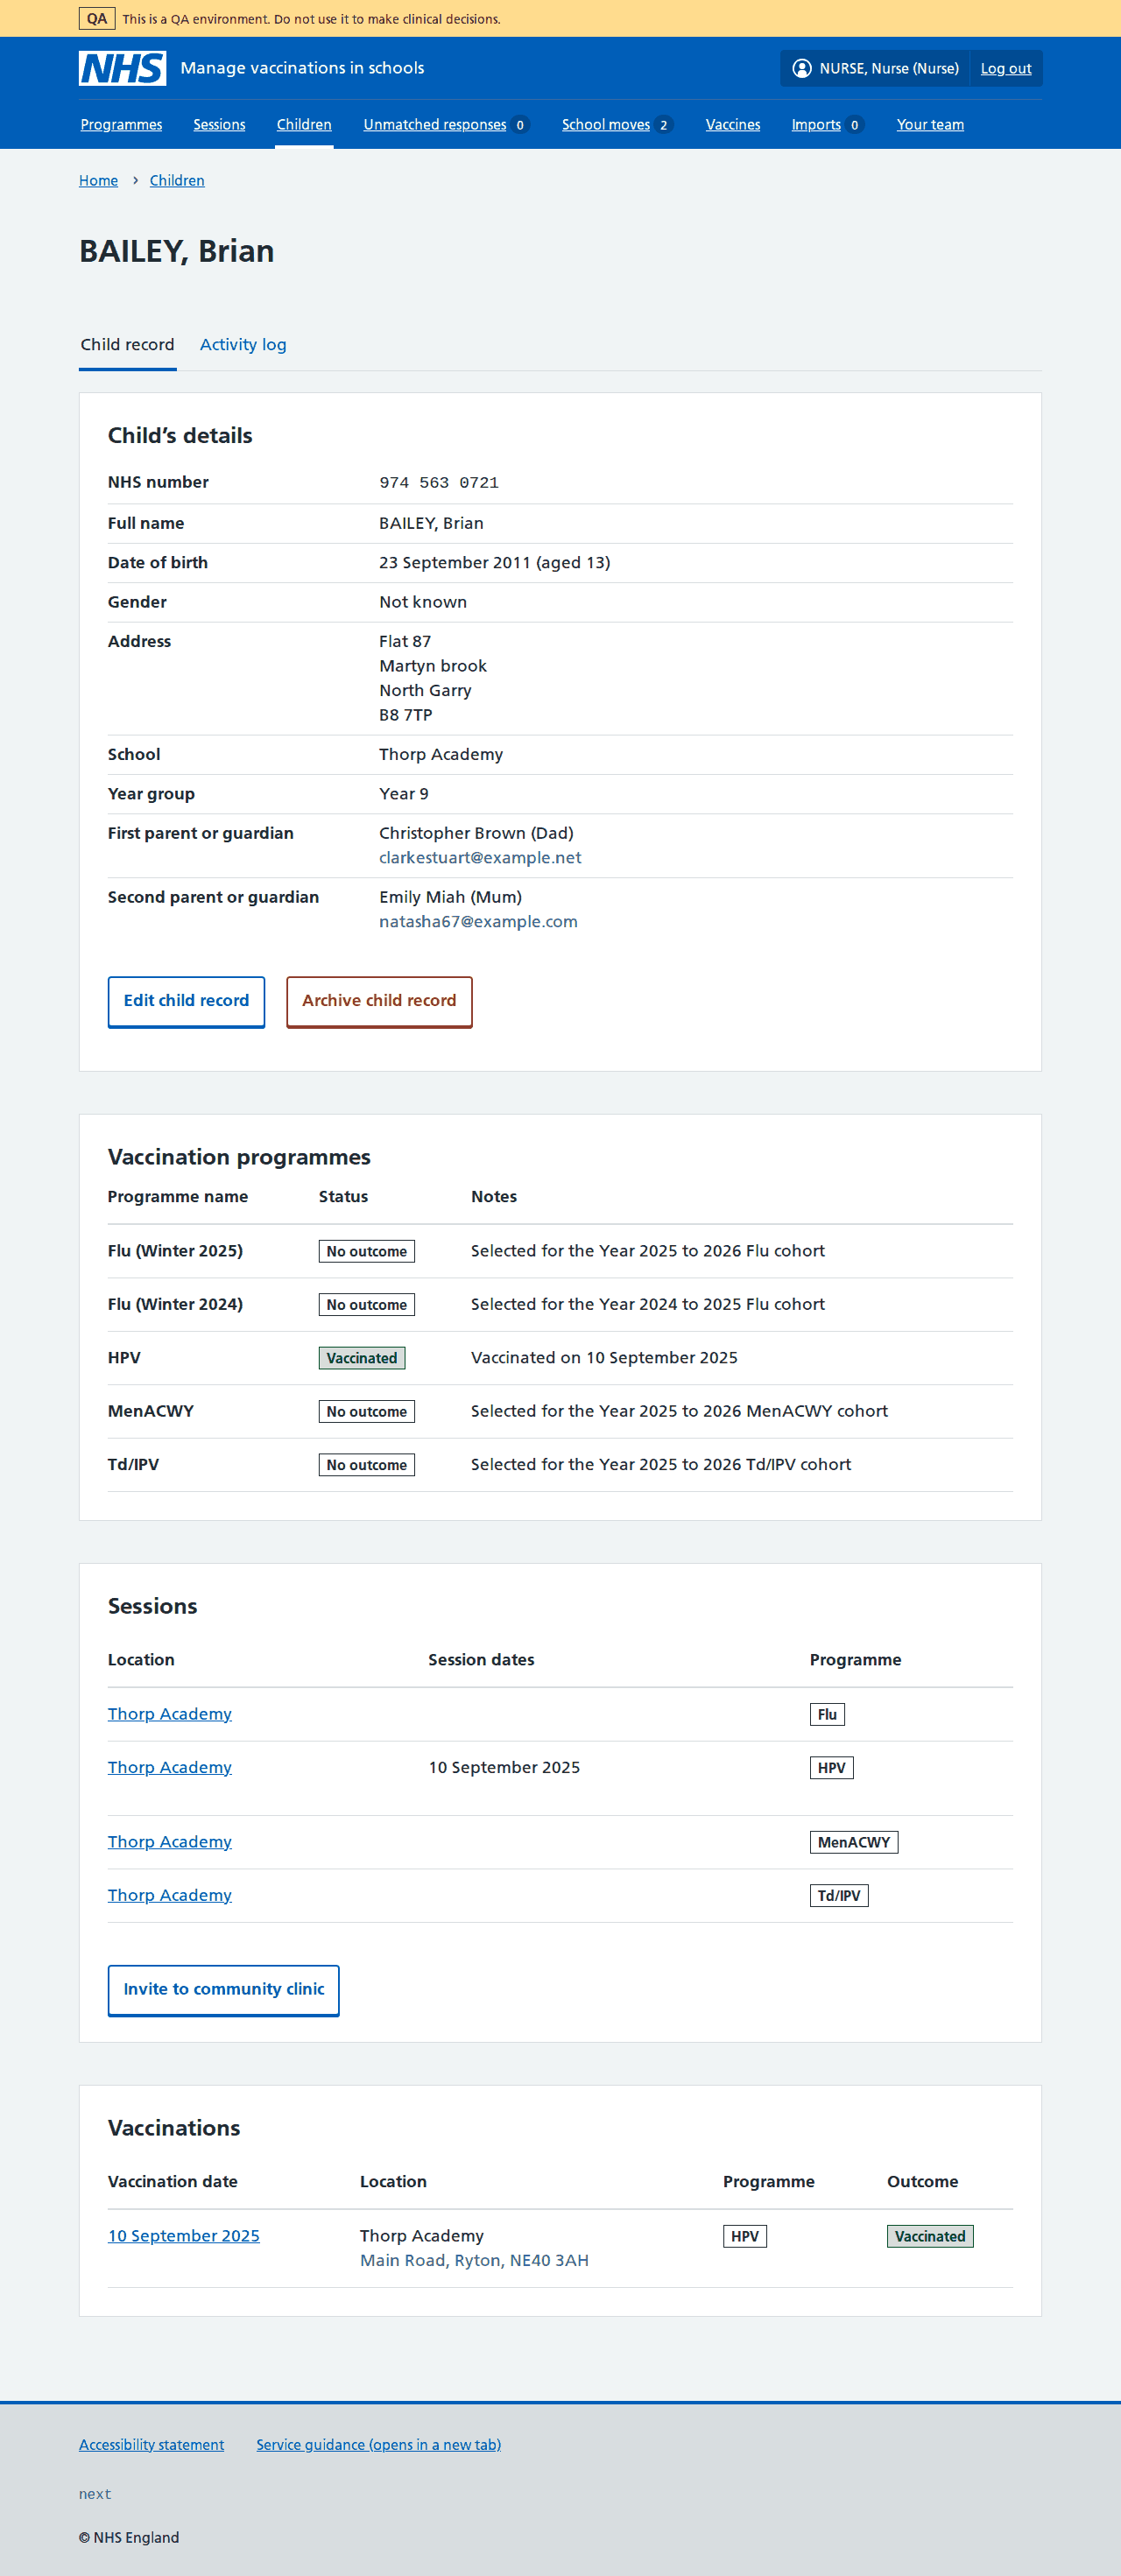 QA This is a QA environment. Do not use it to make clinical decisions.
NHS Manage vaccinations in schools NURSE, Nurse (Nurse) Log out
Programmes Sessions Children Unmatched responses 0 School moves 2 Vaccines Imports 0 Your team
Home › Children
BAILEY, Brian
Child record Activity log
Child’s details
NHS number 974 563 0721
Full name BAILEY, Brian
Date of birth 23 September 2011 (aged 13)
Gender Not known
Address Flat 87
Martyn brook
North Garry
B8 7TP
School Thorp Academy
Year group Year 9
First parent or guardian Christopher Brown (Dad)
clarkestuart@example.net
Second parent or guardian Emily Miah (Mum)
natasha67@example.com
Edit child record Archive child record
Vaccination programmes
Programme name Status Notes
Flu (Winter 2025) No outcome Selected for the Year 2025 to 2026 Flu cohort
Flu (Winter 2024) No outcome Selected for the Year 2024 to 2025 Flu cohort
HPV Vaccinated Vaccinated on 10 September 2025
MenACWY No outcome Selected for the Year 2025 to 2026 MenACWY cohort
Td/IPV No outcome Selected for the Year 2025 to 2026 Td/IPV cohort
Sessions
Location Session dates Programme
Thorp Academy Flu
Thorp Academy 10 September 2025 HPV
Thorp Academy MenACWY
Thorp Academy Td/IPV
Invite to community clinic
Vaccinations
Vaccination date Location Programme Outcome
10 September 2025 Thorp Academy HPV Vaccinated
Main Road, Ryton, NE40 3AH
Accessibility statement Service guidance (opens in a new tab)
next
© NHS England